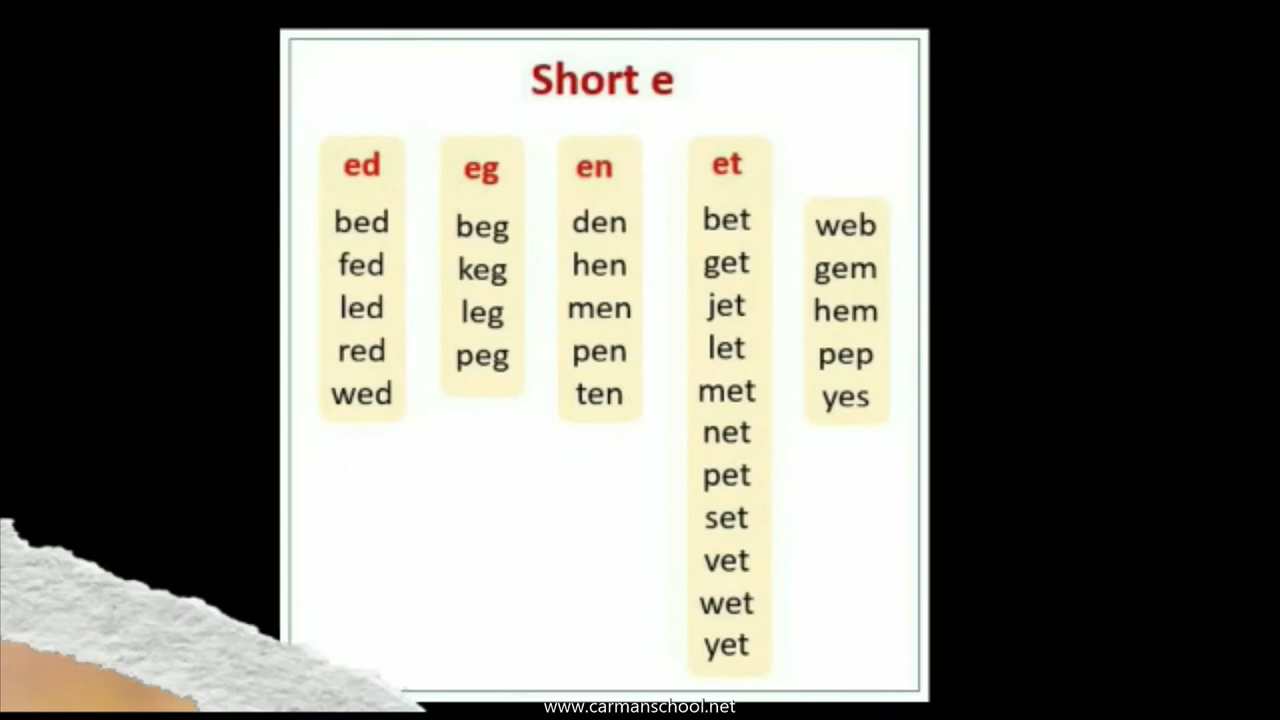 Short e
ed
bed
fed
led
red
wed
eg
beg
keg
leg
peg
en
den
hen
men
pen
ten
et
bet
get
jet
let
met
net
pet
set
vet
wet
yet
web
gem
hem
pep
yes
www.carmanschool.net